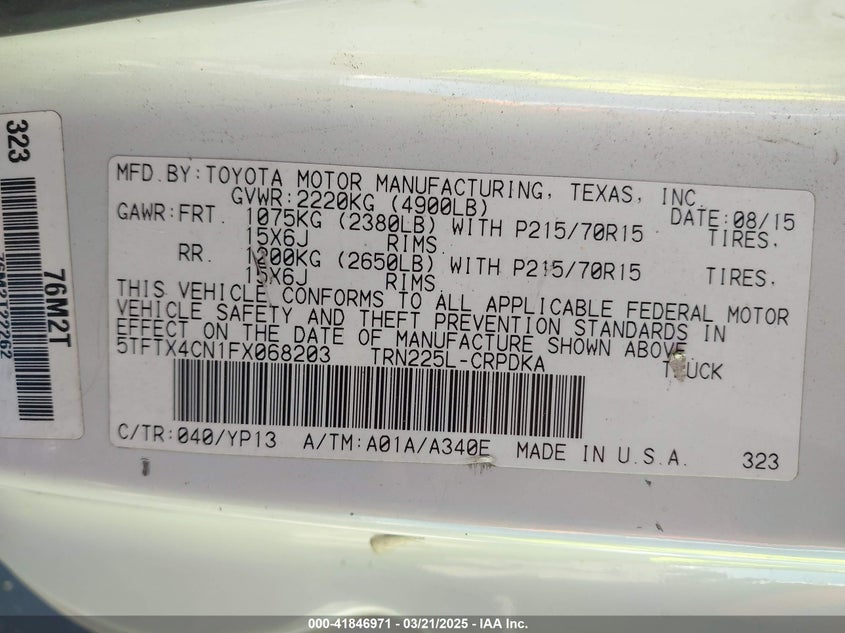 323
76M2T
76M2T27762
MFD.BY:TOYOTA MOTOR MANUFACTURING, TEXAS, INC.
GVWR:2220KG (4900LB) DATE:08/15
GAWR:FRT. 1075KG (2380LB) WITH P215/70R15 TIRES.
15X6J RIMS.
RR. 1200KG (2650LB) WITH P215/70R15 TIRES.
15X6J RIMS
THIS VEHICLE CONFORMS TO ALL APPLICABLE FEDERAL MOTOR
VEHICLE SAFETY AND THEFT PREVENTION STANDARDS IN
EFFECT ON THE DATE OF MANUFACTURE SHOWN ABOVE.
5TFTX4CN1FX068203 TRN225L-CRPDKA TRUCK
C/TR:040/YP13 A/TM:A01A/A340E MADE IN U.S.A. 323
000-41846971 - 03/21/2025 - IAA Inc.